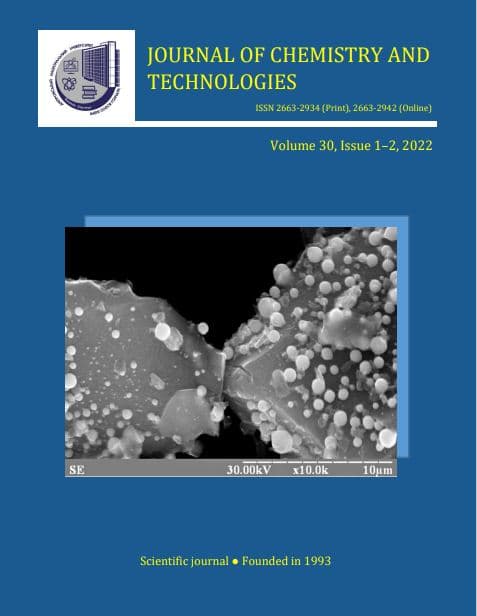 JOURNAL OF CHEMISTRY AND
TECHNOLOGIES
ISSN 2663-2934 (Print), 2663-2942 (Online)
Volume 30, Issue 1–2, 2022
SE 30.00kV x10.0k 10µm
Scientific journal ● Founded in 1993